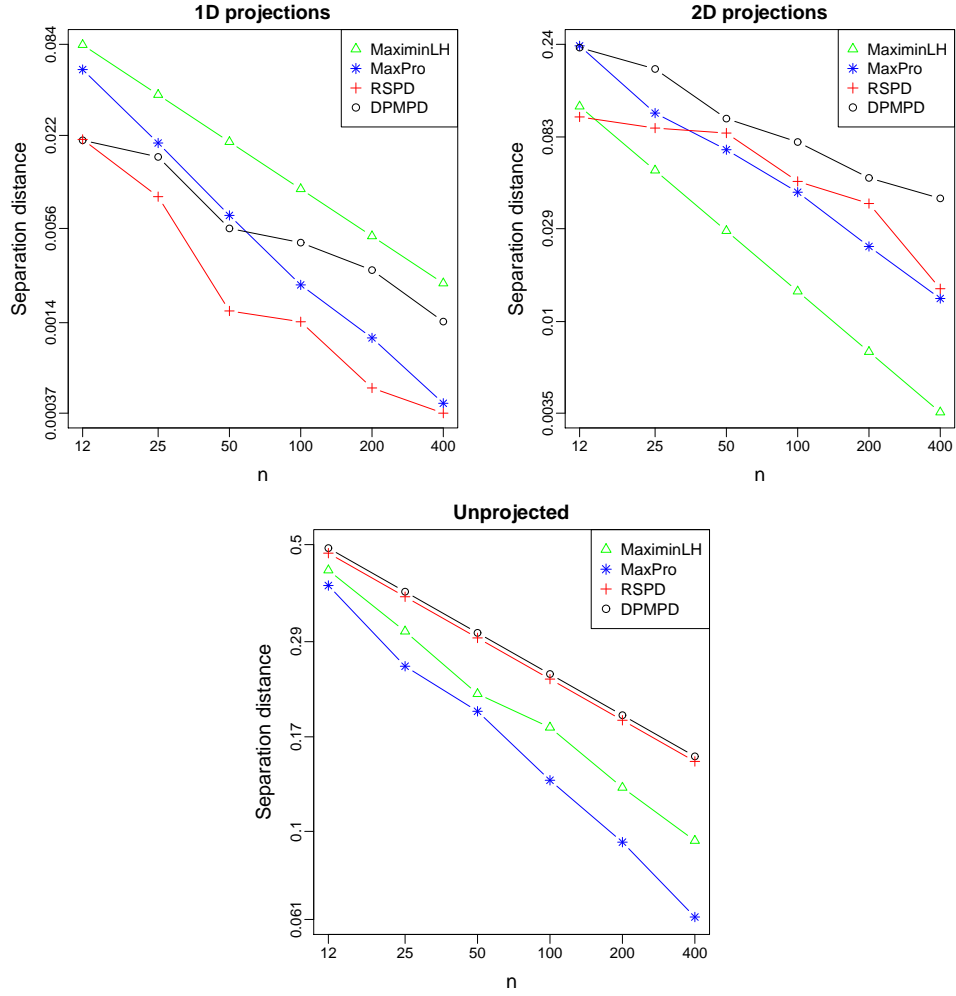 1D projections
Separation distance
0.084
0.022
0.0056
0.0014
0.00037
MaximinLH
MaxPro
RSPD
DPMPD
12 25 50 100 200 400
n
2D projections
Separation distance
0.24
0.083
0.029
0.01
0.0035
MaximinLH
MaxPro
RSPD
DPMPD
12 25 50 100 200 400
n
Unprojected
Separation distance
0.5
0.29
0.17
0.1
0.061
MaximinLH
MaxPro
RSPD
DPMPD
12 25 50 100 200 400
n